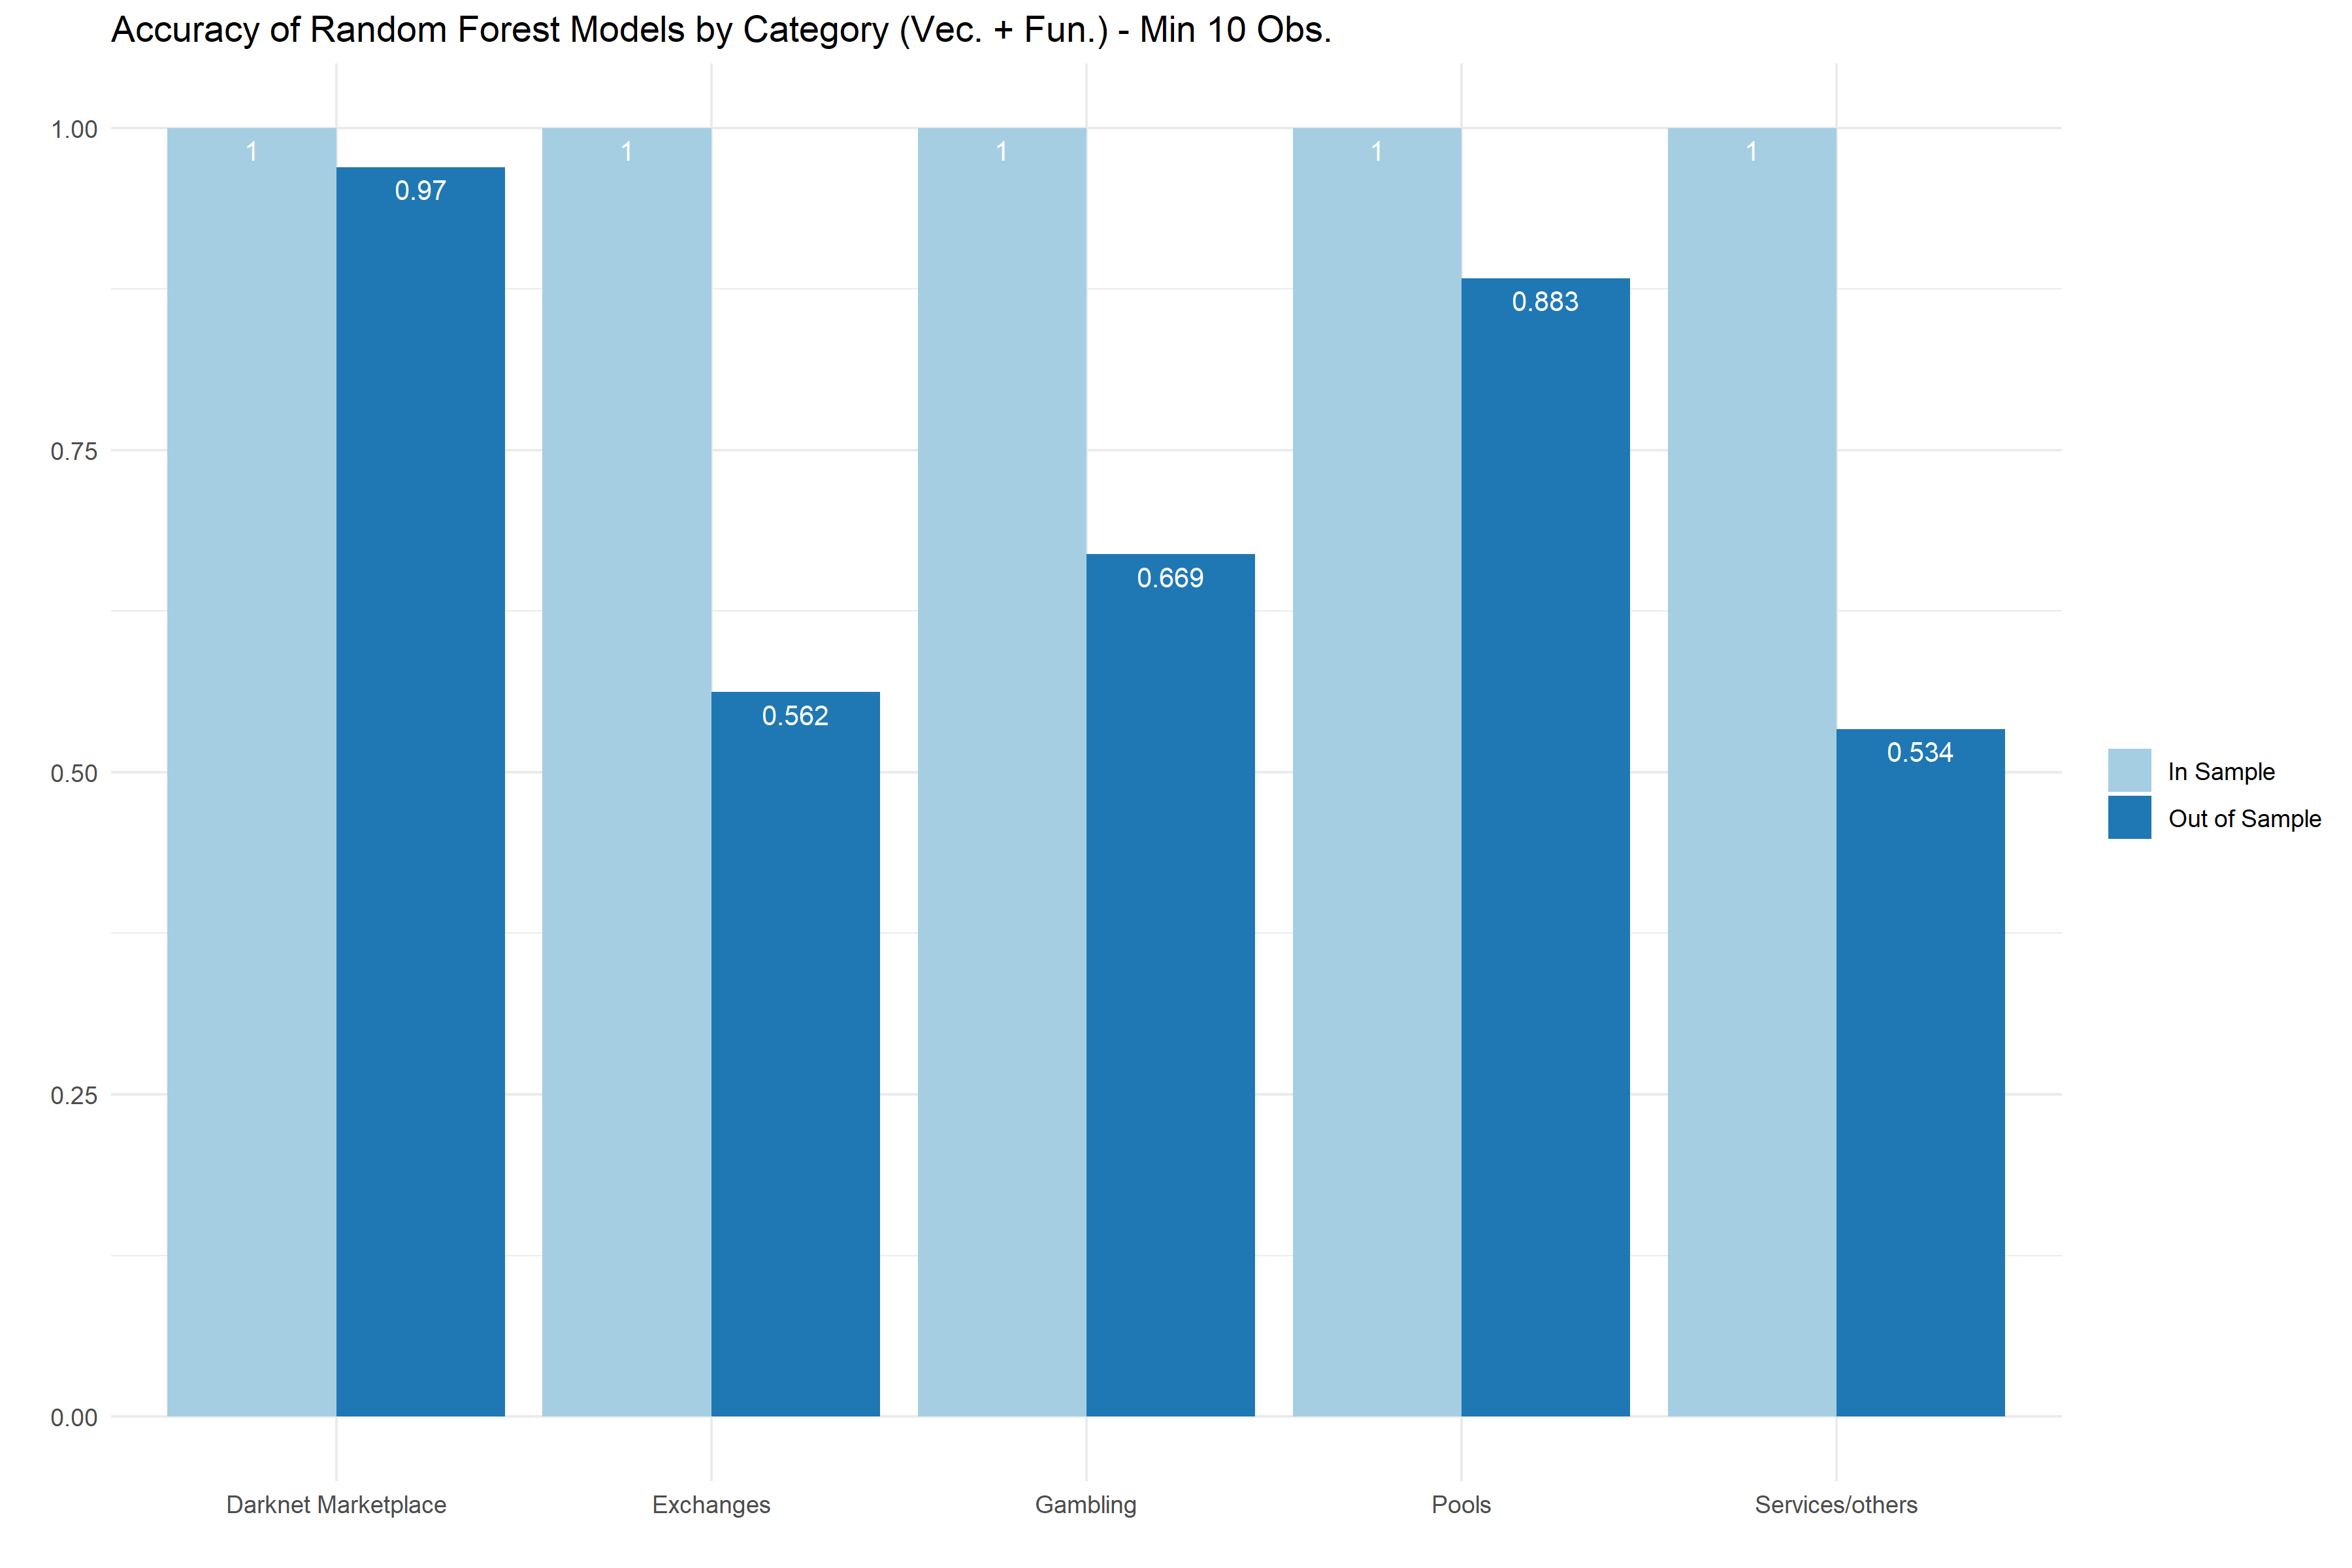 Accuracy of Random Forest Models by Category (Vec. + Fun.) - Min 10 Obs.
1.00
0.75
0.50
0.25
0.00
1
0.97
1
0.562
1
0.669
1
0.883
1
0.534
Darknet Marketplace
Exchanges
Gambling
Pools
Services/others
In Sample
Out of Sample